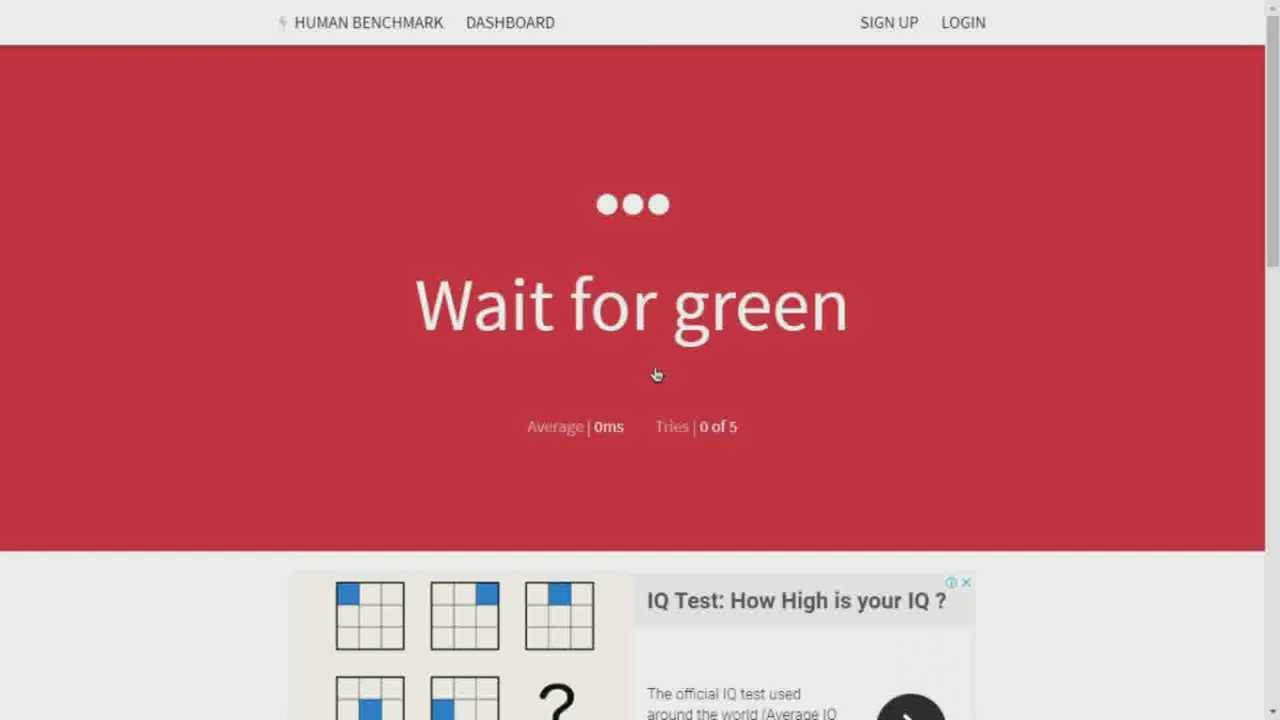 HUMAN BENCHMARK DASHBOARD SIGN UP LOGIN
Wait for green
Average | 0ms Tries | 0 of 5
IQ Test: How High is your IQ ?
The official IQ test used
around the world (Average IQ
?